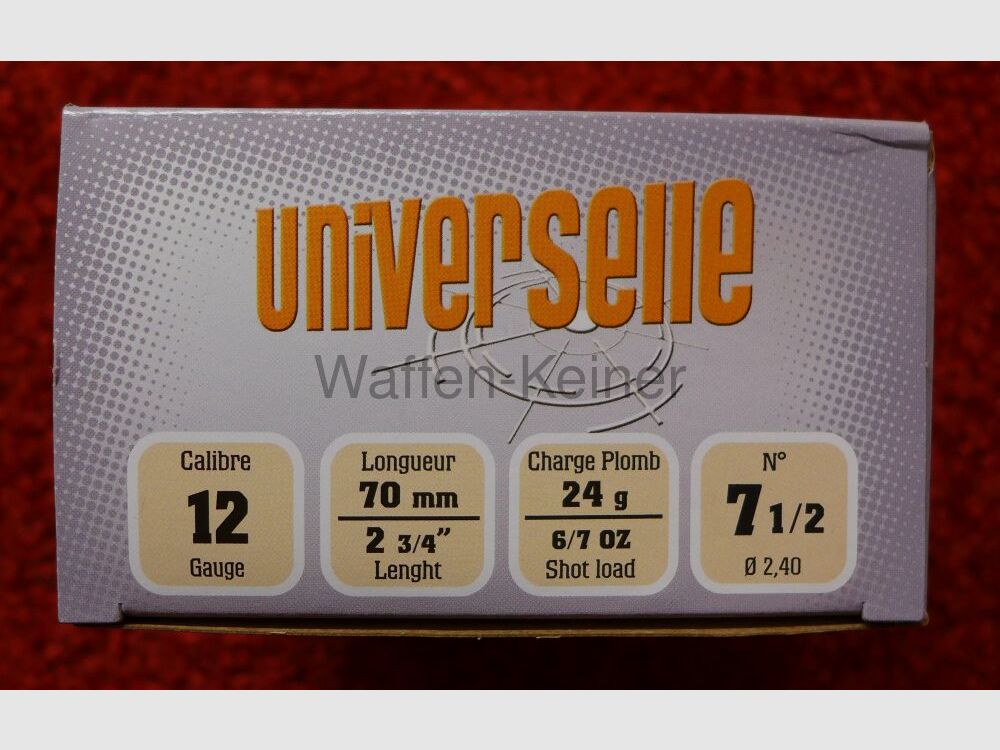 universelle
Waffen-Keiner
Calibre
12
Gauge
Longueur
70 mm
2 3/4”
Lenght
Charge Plomb
24 g
6/7 OZ
Shot load
N°
7 1/2
Ø 2,40